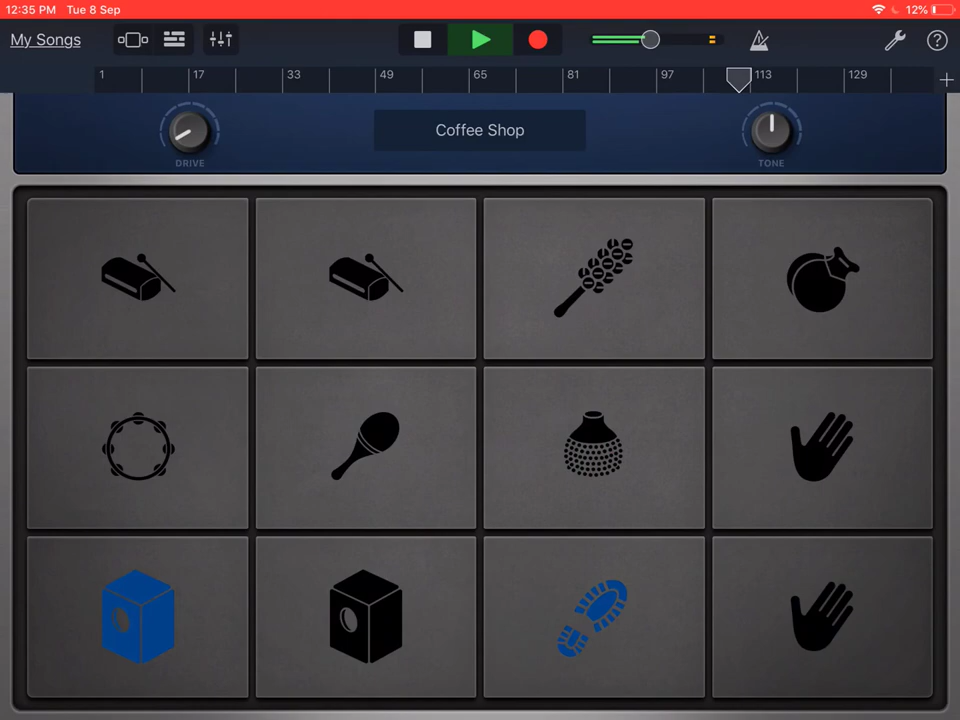 12:35 PM Tue 8 Sep 12%
My Songs ?
1 17 33 49 65 81 97 113 129 +
Coffee Shop
DRIVE TONE